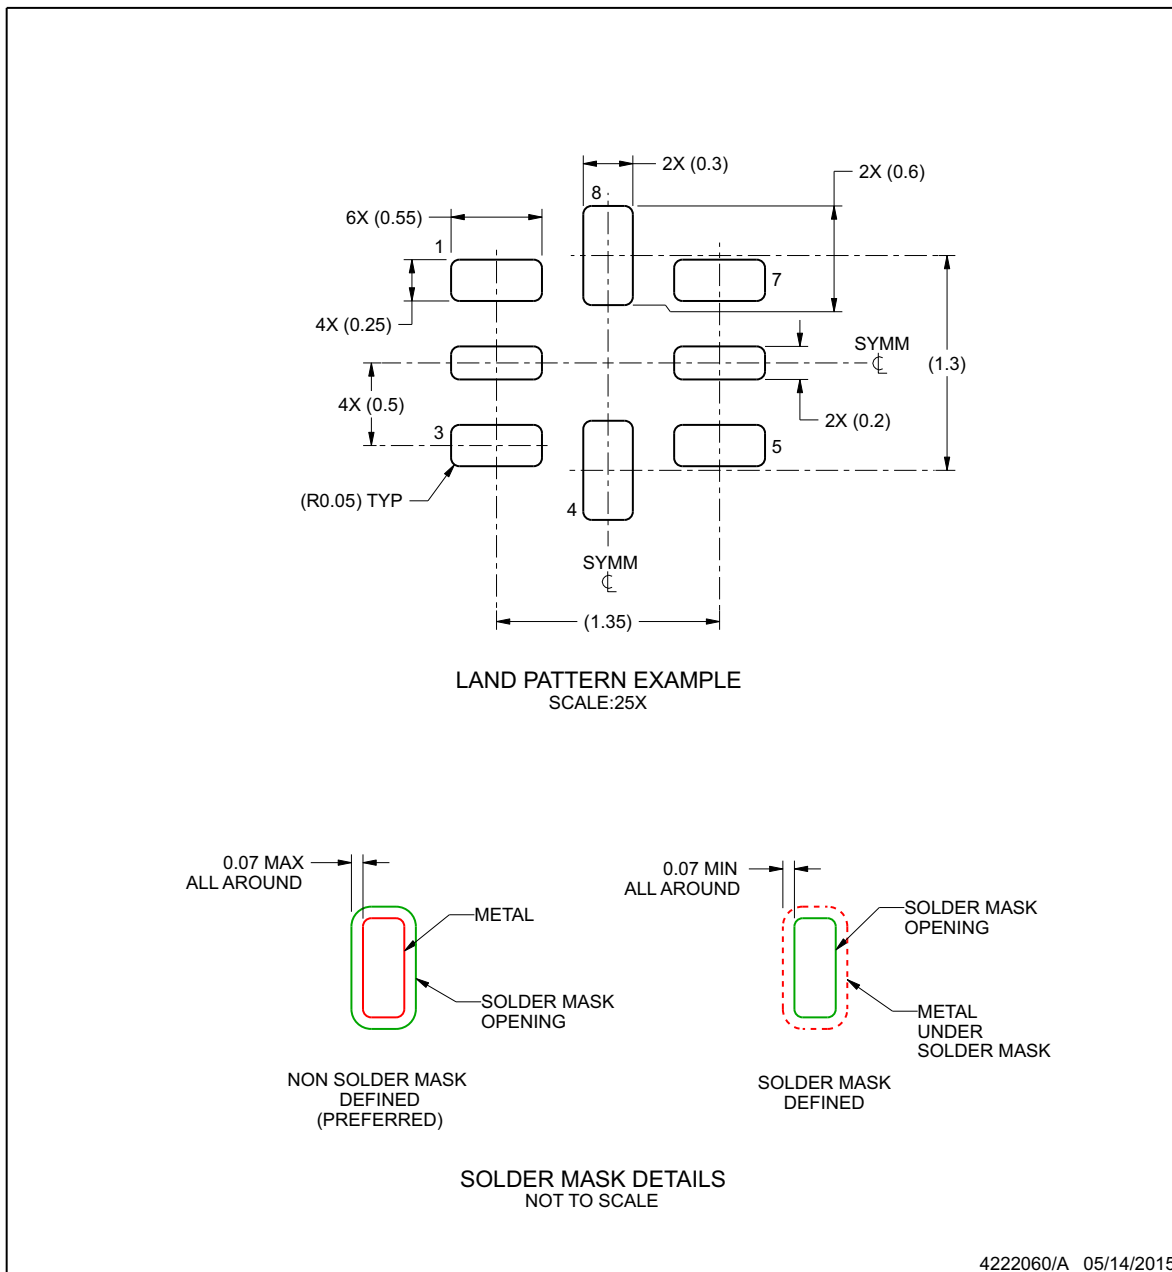 2X (0.3)
2X (0.6)
8
6X (0.55)
1
7
4X (0.25)
SYMM
℄
(1.3)
4X (0.5)
2X (0.2)
3
5
(R0.05) TYP
4
SYMM
℄
(1.35)
LAND PATTERN EXAMPLE
SCALE:25X
0.07 MAX
ALL AROUND
METAL
SOLDER MASK
OPENING
NON SOLDER MASK
DEFINED
(PREFERRED)
0.07 MIN
ALL AROUND
SOLDER MASK
OPENING
METAL
UNDER
SOLDER MASK
SOLDER MASK
DEFINED
SOLDER MASK DETAILS
NOT TO SCALE
4222060/A 05/14/2015